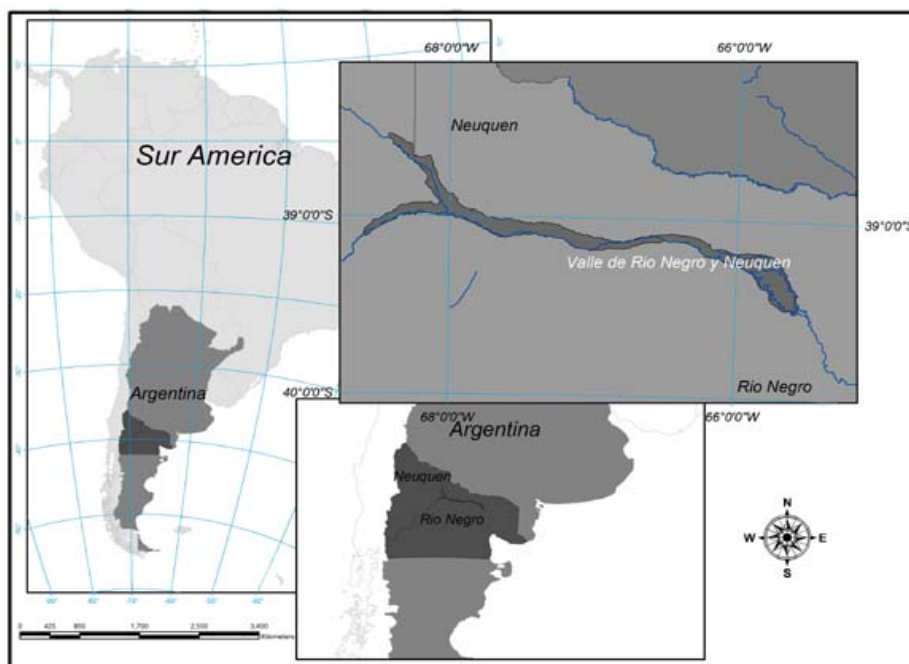 68°0'0"W
66°0'0"W
Sur America
Neuquen
39°0'0"S
39°0'0"S
Valle de Rio Negro y Neuquen
Argentina
40°0'0"S
Rio Negro
68°0'0"W
66°0'0"W
Argentina
Neuquen
Rio Negro
N
W
E
S
0 425 850 1,700 2,550 3,400
Kilometers